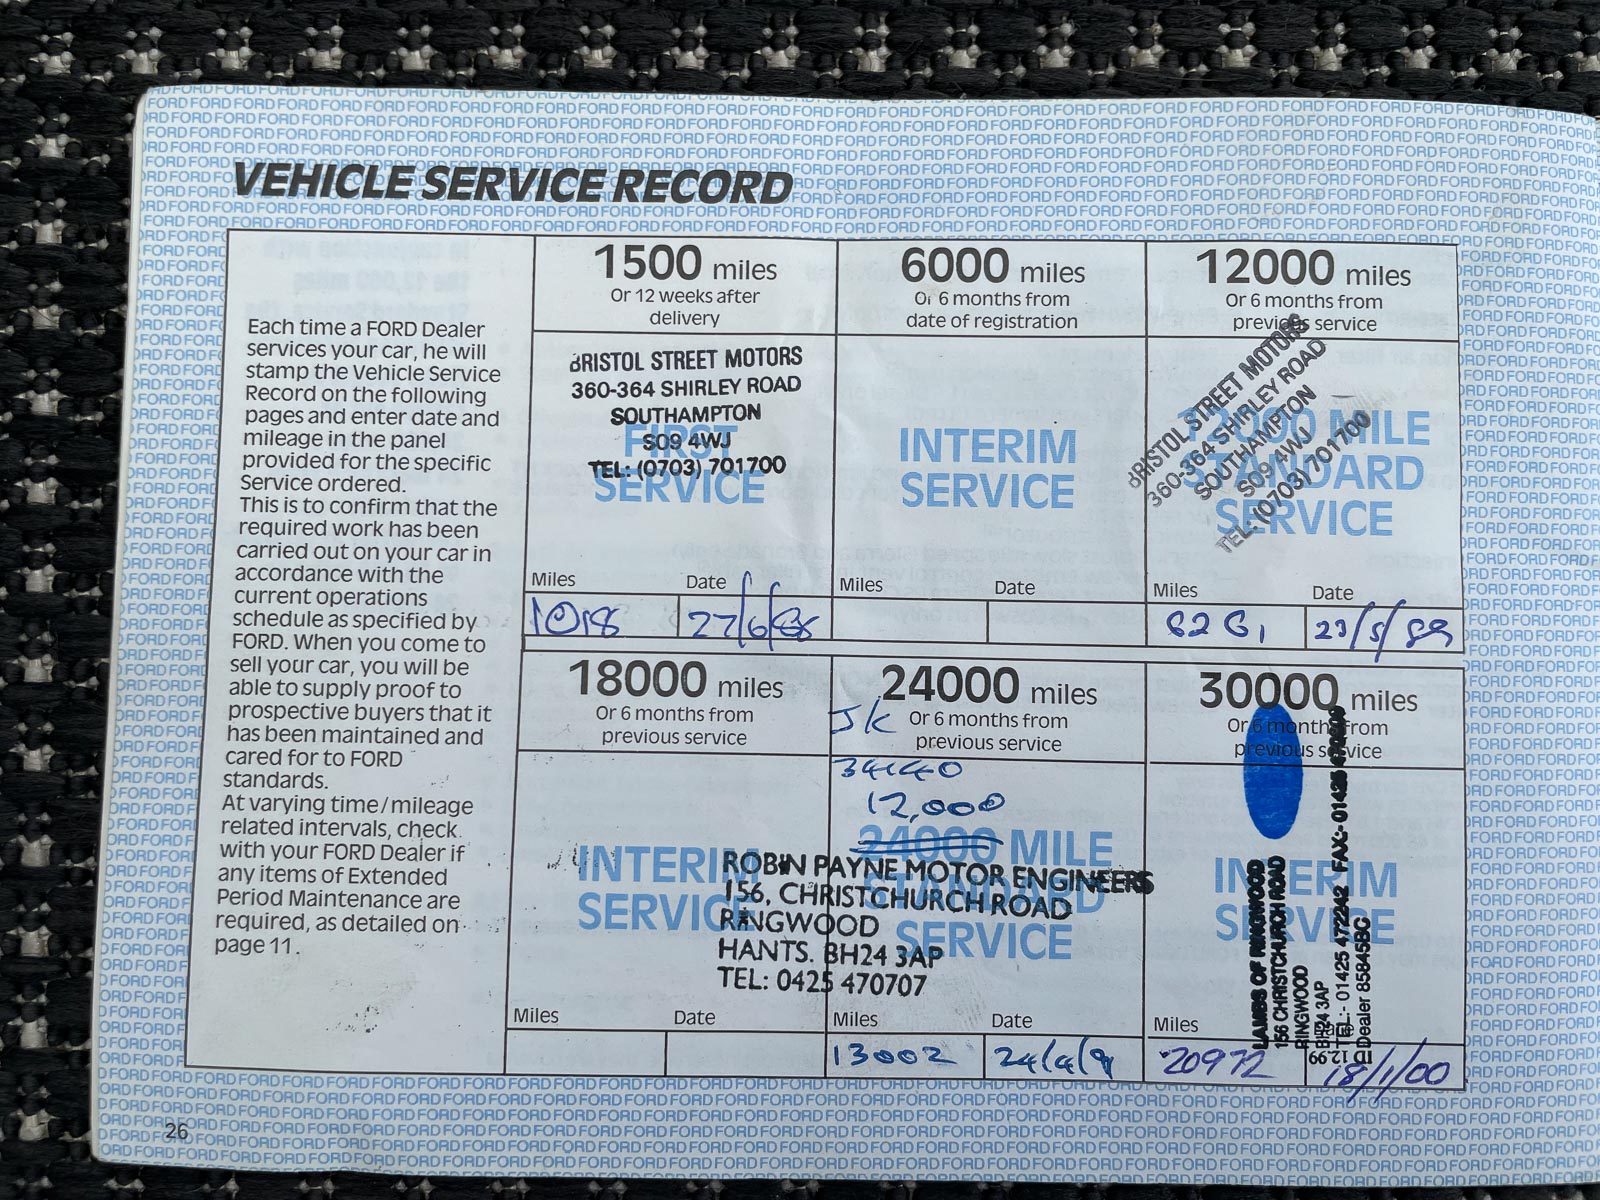 VEHICLE SERVICE RECORD
Each time a FORD Dealer
services your car, he will
stamp the Vehicle Service
Record on the following
pages and enter date and
mileage in the panel
provided for the specific
Service ordered.
This is to confirm that the
required work has been
carried out on your car in
accordance with the
current operations
schedule as specified by
FORD. When you come to
sell your car, you will be
able to supply proof to
prospective buyers that it
has been maintained and
cared for to FORD
standards.
At varying time/mileage
related intervals, check
with your FORD Dealer if
any items of Extended
Period Maintenance are
required, as detailed on
page 11.
1500 miles
Or 12 weeks after
delivery
BRISTOL STREET MOTORS
360-364 SHIRLEY ROAD
SOUTHAMPTON
SO9 4WJ
TEL: (0703) 701700
FIRST
SERVICE
Miles
Date
1018
27/6/88
6000 miles
Or 6 months from
date of registration
INTERIM
SERVICE
Miles
Date
12000 miles
Or 6 months from
previous service
BRISTOL STREET MOTORS
360-364 SHIRLEY ROAD
SOUTHAMPTON
SO9 4WJ
TEL: (0703) 701700
12000 MILE
STANDARD
SERVICE
Miles
Date
23/5/89
18000 miles
Or 6 months from
previous service
INTERIM
SERVICE
Miles
Date
24000 miles
Or 6 months from
previous service
JK
34140
12,000
24000 MILE
STANDARD
SERVICE
ROBIN PAYNE MOTOR ENGINEERS
156, CHRISTCHURCH ROAD
RINGWOOD
HANTS. BH24 3AP
TEL: 0425 470707
Miles
Date
13002
30000 miles
Or 6 months from
previous service
INTERIM
SERVICE
LAMBS OF RINGWOOD
156 CHRISTCHURCH ROAD
RINGWOOD
BH24 3AP
TEL:- 01425 472242 FAX:- 01425
Dealer 85845BC
Miles
20972
18/1/00
26